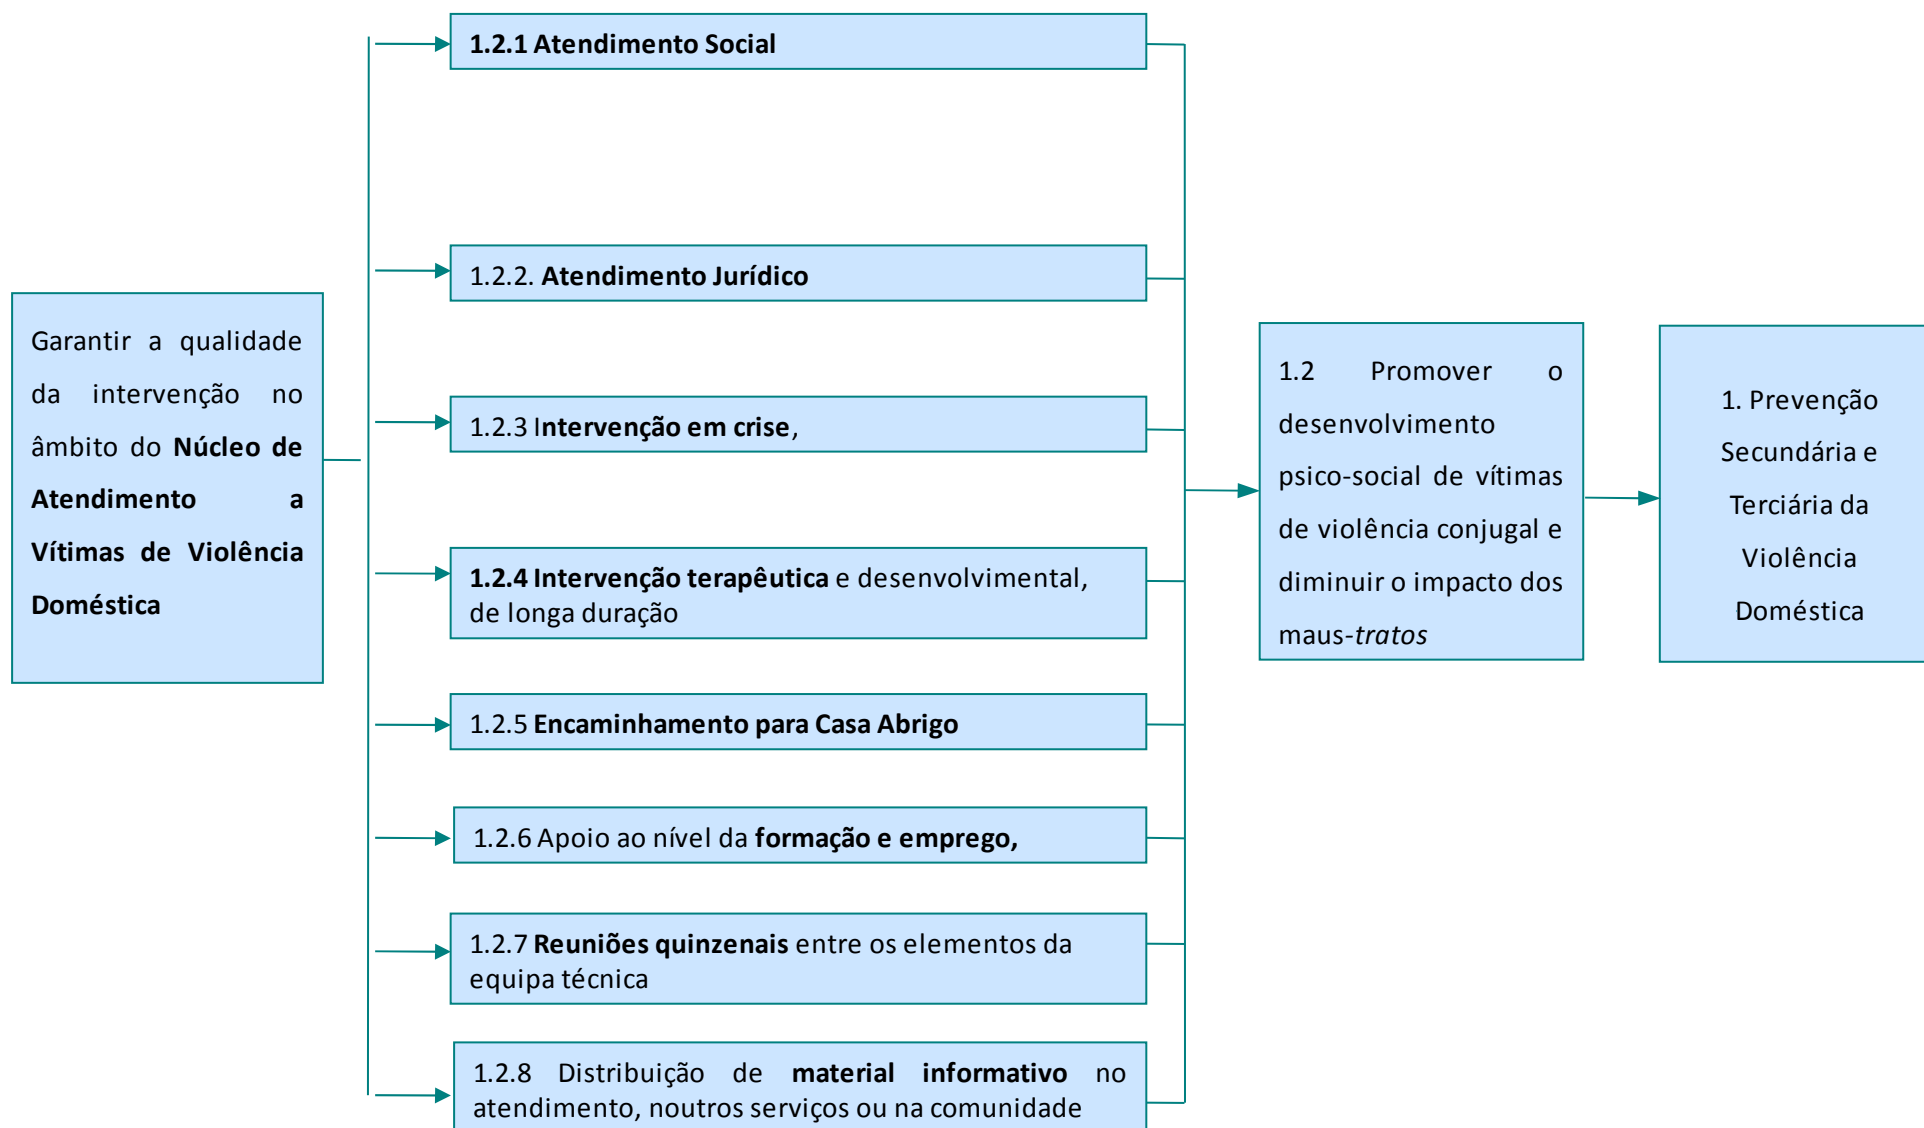 Garantir a qualidade
da intervenção no
âmbito do Núcleo de
Atendimento a
Vítimas de Violência
Doméstica
1.2.1 Atendimento Social
1.2.2. Atendimento Jurídico
1.2.3 Intervenção em crise,
1.2.4 Intervenção terapêutica e desenvolvimental,
de longa duração
1.2.5 Encaminhamento para Casa Abrigo
1.2.6 Apoio ao nível da formação e emprego,
1.2.7 Reuniões quinzenais entre os elementos da
equipa técnica
1.2.8 Distribuição de material informativo no
atendimento, noutros serviços ou na comunidade
1.2 Promover o
desenvolvimento
psico-social de vítimas
de violência conjugal e
diminuir o impacto dos
maus-tratos
1. Prevenção
Secundária e
Terciária da
Violência
Doméstica